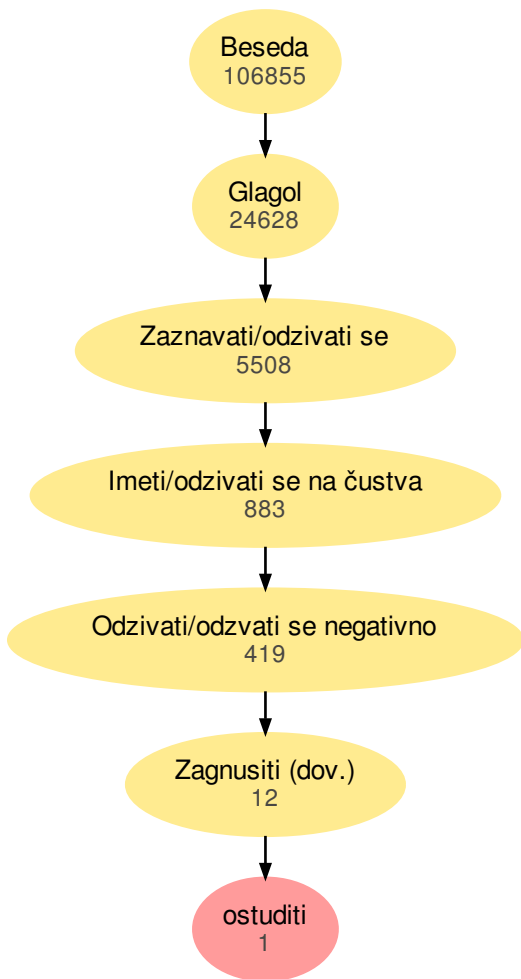 Beseda
106855
Glagol
24628
Zaznavati/odzivati se
5508
Imeti/odzivati se na čustva
883
Odzivati/odzvati se negativno
419
Zagnusiti (dov.)
12
ostuditi
1